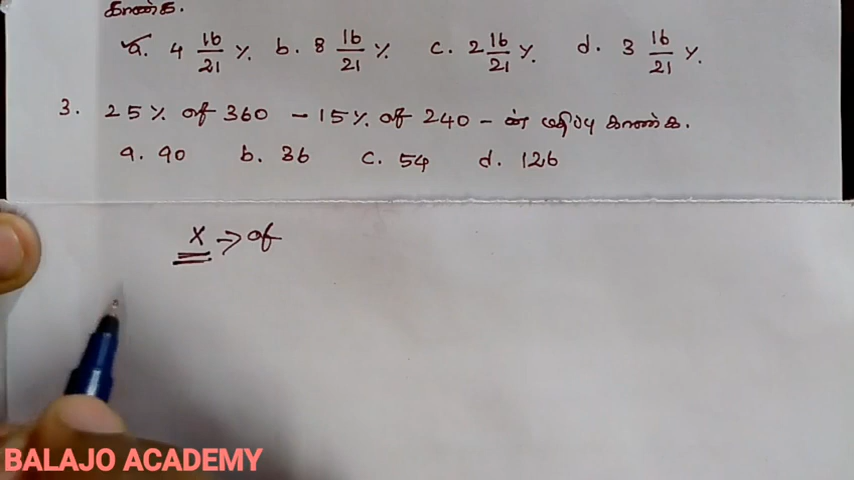 காண்க.
a. 4 16/21 % b. 8 16/21 % c. 2 16/21 % d. 3 16/21 %.
3. 25% of 360 - 15% of 240 - ன் மதிப்பு காண்க.
a. 90 b. 36 c. 54 d. 126
x → of
BALAJO ACADEMY